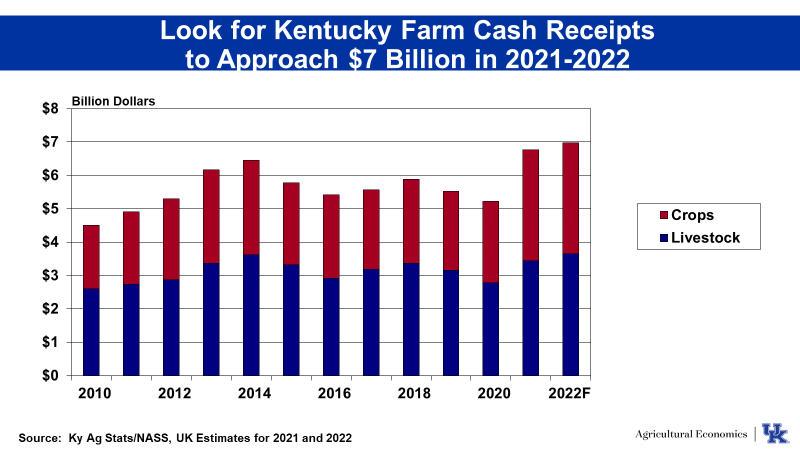 Look for Kentucky Farm Cash Receipts
to Approach $7 Billion in 2021-2022
Billion Dollars
$8
$7
$6
$5
$4
$3
$2
$1
$0
2010 2012 2014 2016 2018 2020 2022F
Crops
Livestock
Source: Ky Ag Stats/NASS, UK Estimates for 2021 and 2022
Agricultural Economics UK